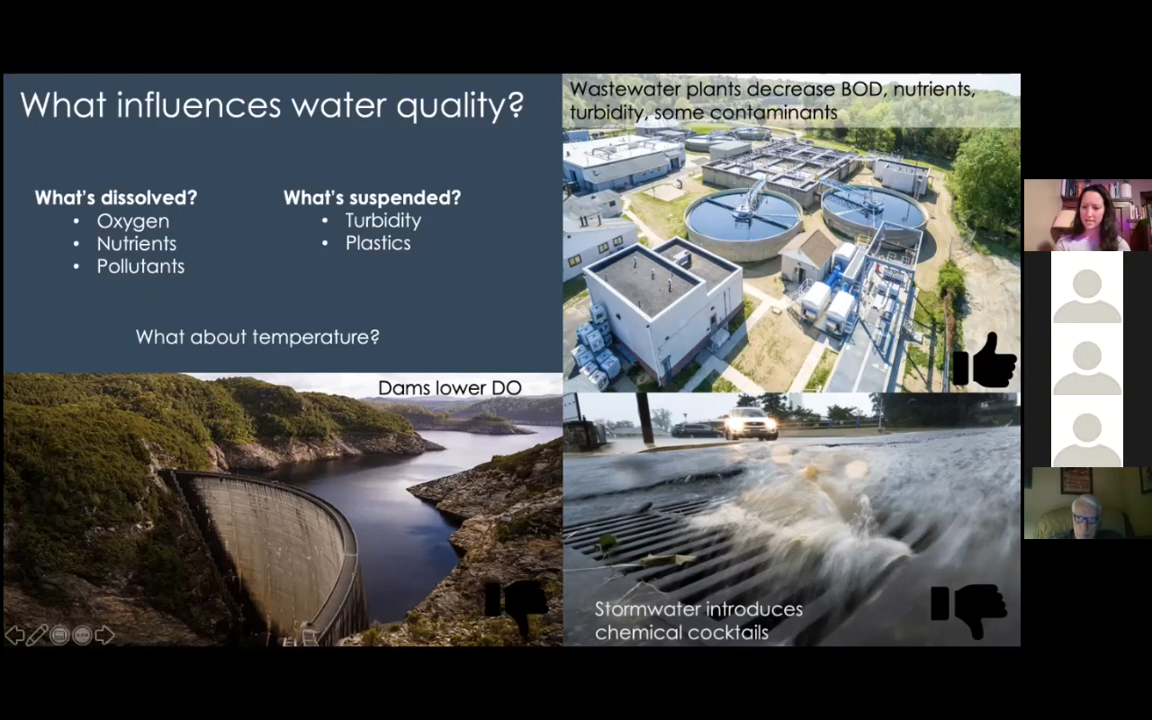 What influences water quality?
What's dissolved?
• Oxygen
• Nutrients
• Pollutants
What's suspended?
• Turbidity
• Plastics
What about temperature?
Wastewater plants decrease BOD, nutrients,
turbidity, some contaminants
Dams lower DO
Stormwater introduces
chemical cocktails